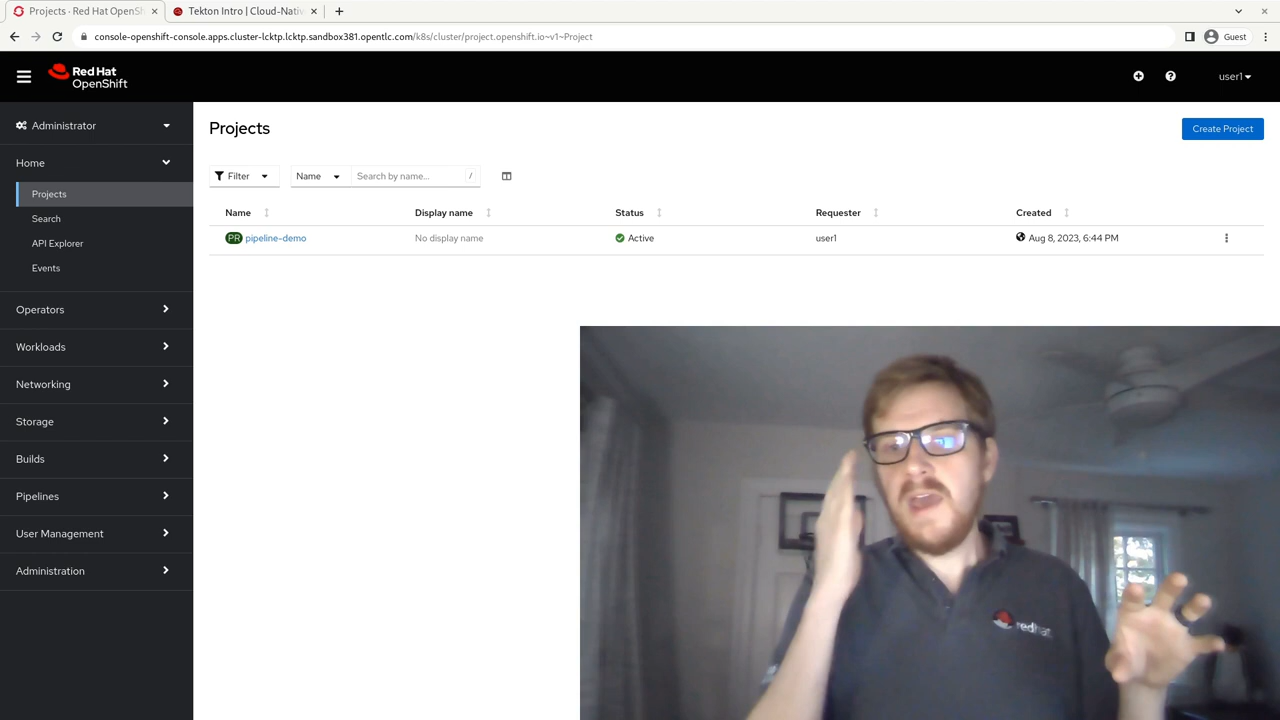 Projects · Red Hat OpenSh
Tekton Intro | Cloud-Nativ
console-openshift-console.apps.cluster-lcktp.lcktp.sandbox381.opentlc.com/k8s/cluster/project.openshift.io~v1~Project
Guest
Red Hat
OpenShift
user1
Administrator
Home
Projects
Search
API Explorer
Events
Operators
Workloads
Networking
Storage
Builds
Pipelines
User Management
Administration
Projects
Create Project
Filter
Name
Search by name...
/
Name
Display name
Status
Requester
Created
PR pipeline-demo
No display name
Active
user1
Aug 8, 2023, 6:44 PM
redhat